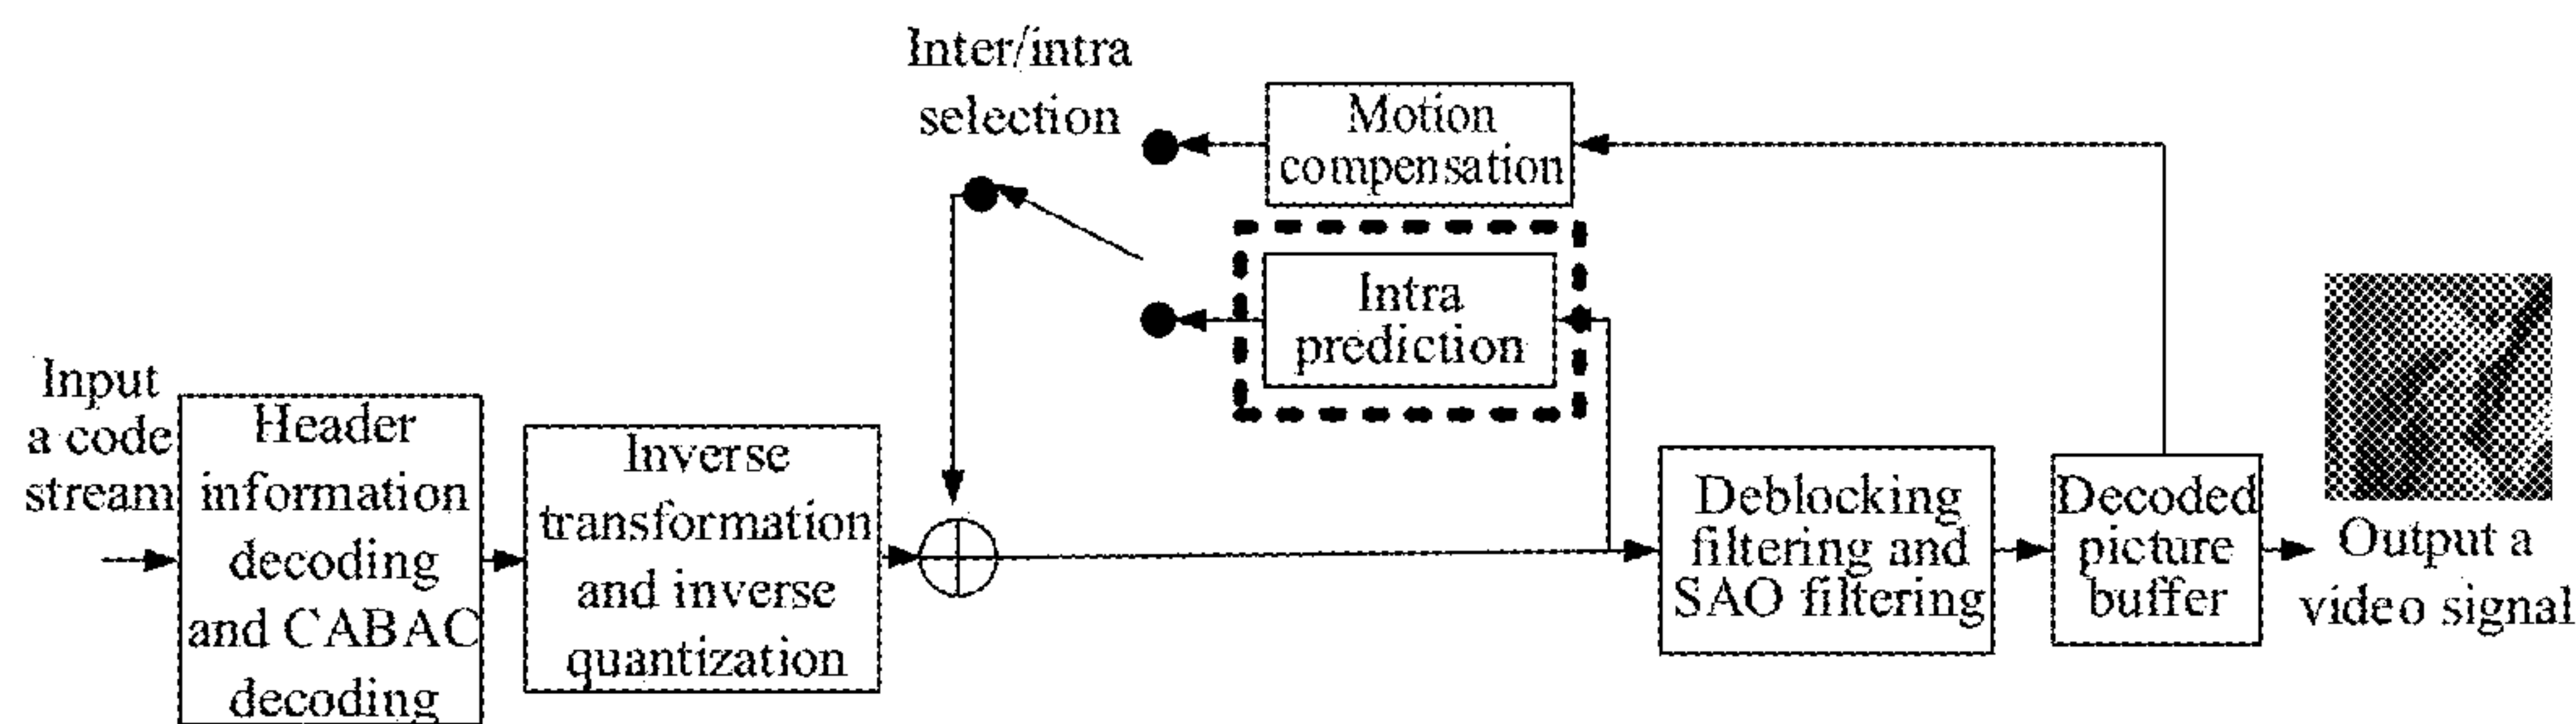 Inter/intra
selection
Motion
compensation
Intra
prediction
Input
a code
stream
Header
information
decoding
and CABAC
decoding
Inverse
transformation
and inverse
quantization
Deblocking
filtering and
SAO filtering
Decoded
picture
buffer
Output a
video signal